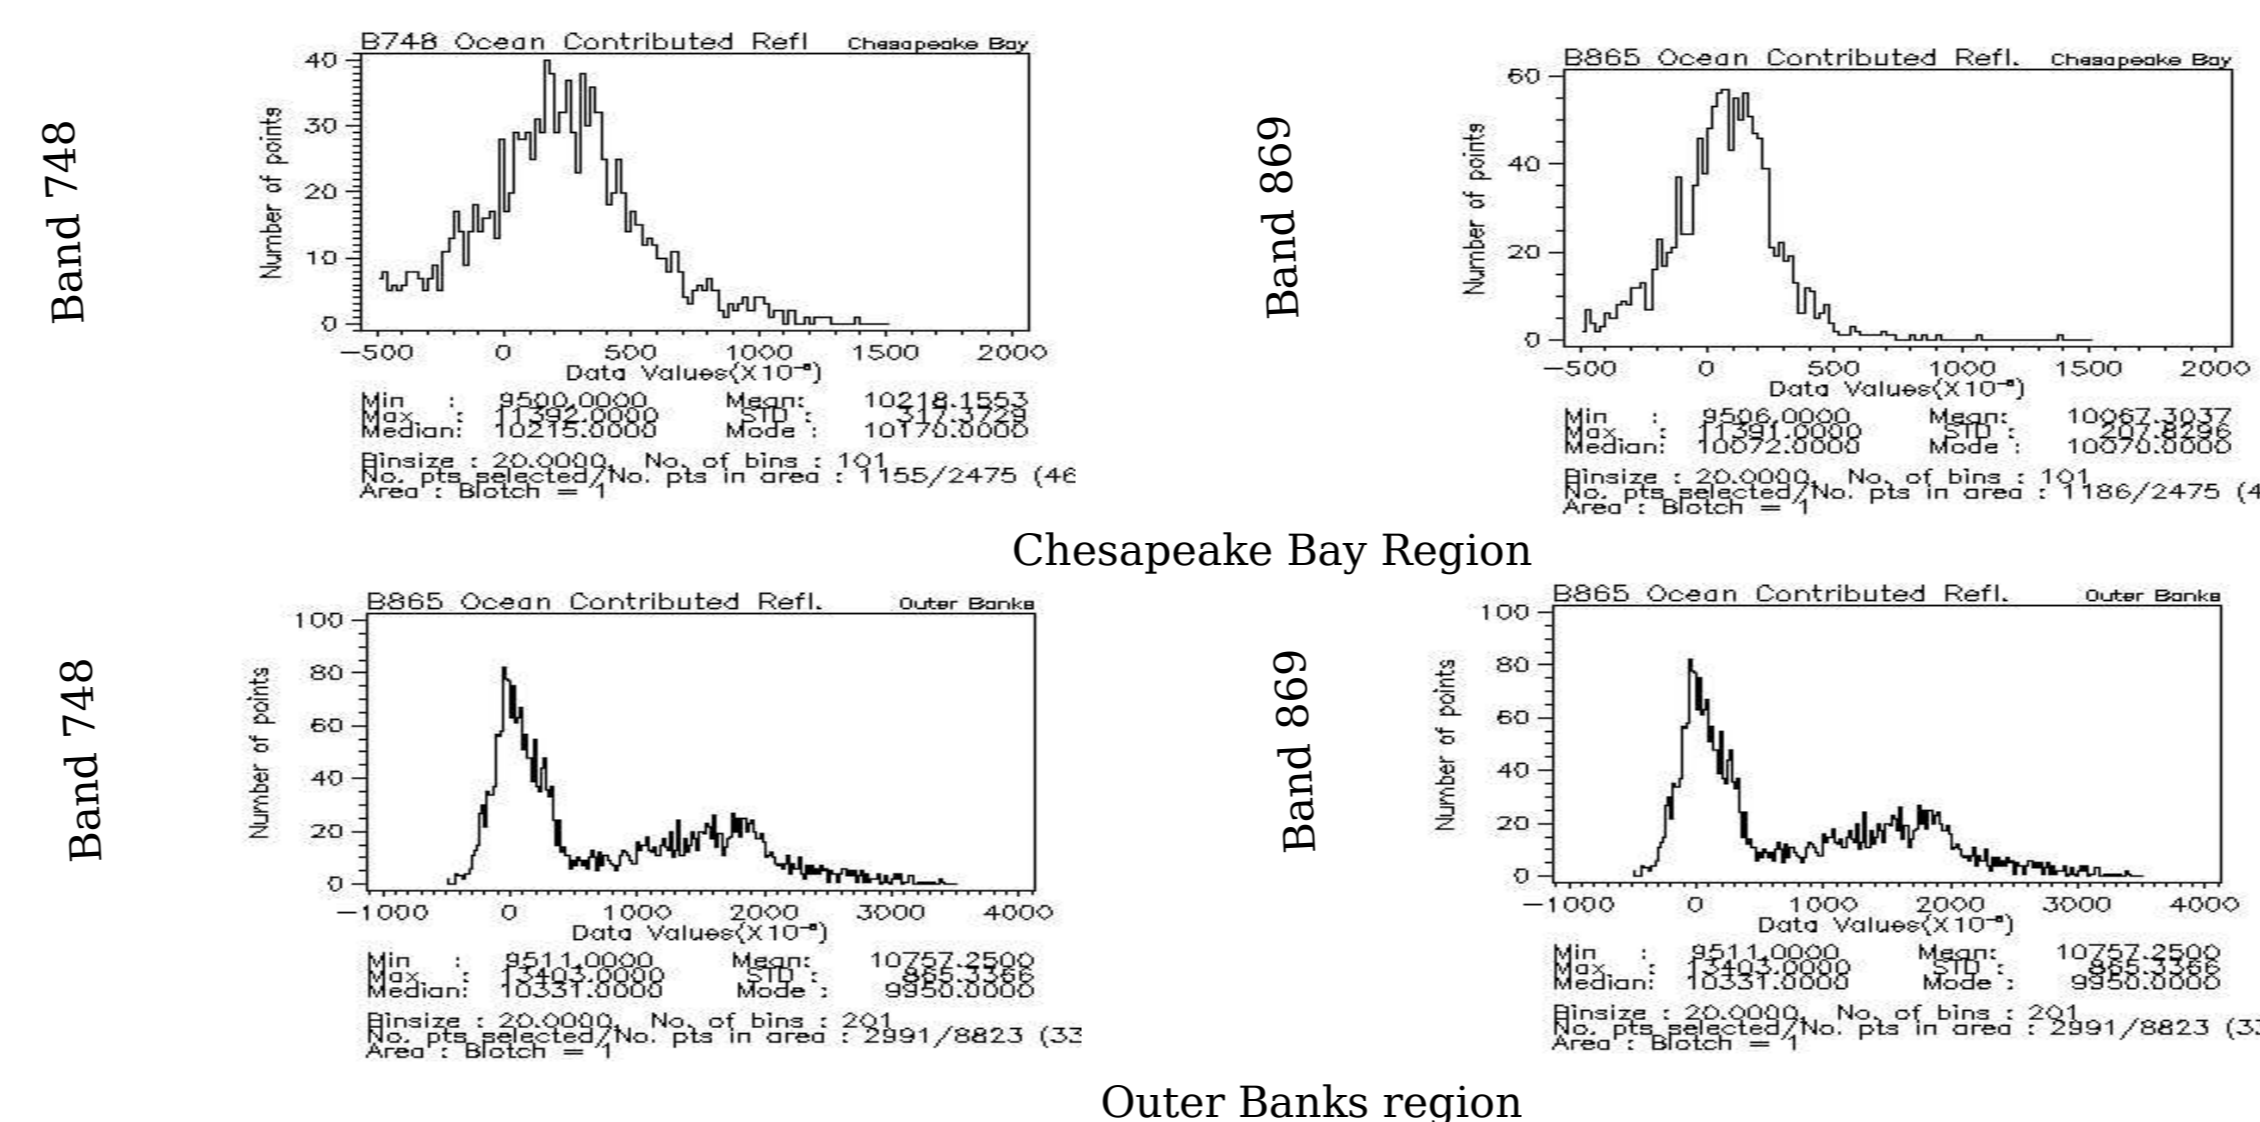 Band 748
B748 Ocean Contributed Refl Chesapeake Bay
Number of points
40
30
20
10
0
-500 0 500 1000 1500 2000
Data Values(X10⁻⁶)
Min : 9500.0000 Mean: 10218.1553
Max : 11392.0000 STD : 317.3729
Median: 10215.0000 Mode : 10170.0000
Binsize : 20.0000, No. of bins : 101
No. pts selected/No. pts in area : 1155/2475 (46
Area : Blotch = 1
Band 869
B865 Ocean Contributed Refl. Chesapeake Bay
Number of points
60
40
20
0
-500 0 500 1000 1500 2000
Data Values(X10
Min : 9506.0000 Mean: 10067.3037
Max : 11391.0000 STD : 207.8296
Median: 10072.0000 Mode : 10070.0000
Binsize : 20.0000, No. of bins : 101
No. pts selected/No. pts in area : 1186/2475 (4
Area : Blotch = 1
Chesapeake Bay Region
Band 748
B865 Ocean Contributed Refl. Outer Banks
Number of points
100
80
60
40
20
0
-1000 0 1000 2000 3000 4000
Data Values(X10
Min : 9511.0000 Mean: 10757.2500
Max : 13403.0000 STD : 865.3366
Median: 10331.0000 Mode : 9950.0000
Binsize : 20.0000, No. of bins : 201
No. pts selected/No. pts in area : 2991/8823 (33
Area : Blotch = 1
Band 869
B865 Ocean Contributed Refl. Outer Banks
Number of points
100
80
60
40
20
0
-1000 0 1000 2000 3000 4000
Data Values(X10
Min : 9511.0000 Mean: 10757.2500
Max : 13403.0000 STD : 865.3366
Median: 10331.0000 Mode : 9950.0000
Binsize : 20.0000, No. of bins : 201
No. pts selected/No. pts in area : 2991/8823 (33
Area : Blotch = 1
Outer Banks region